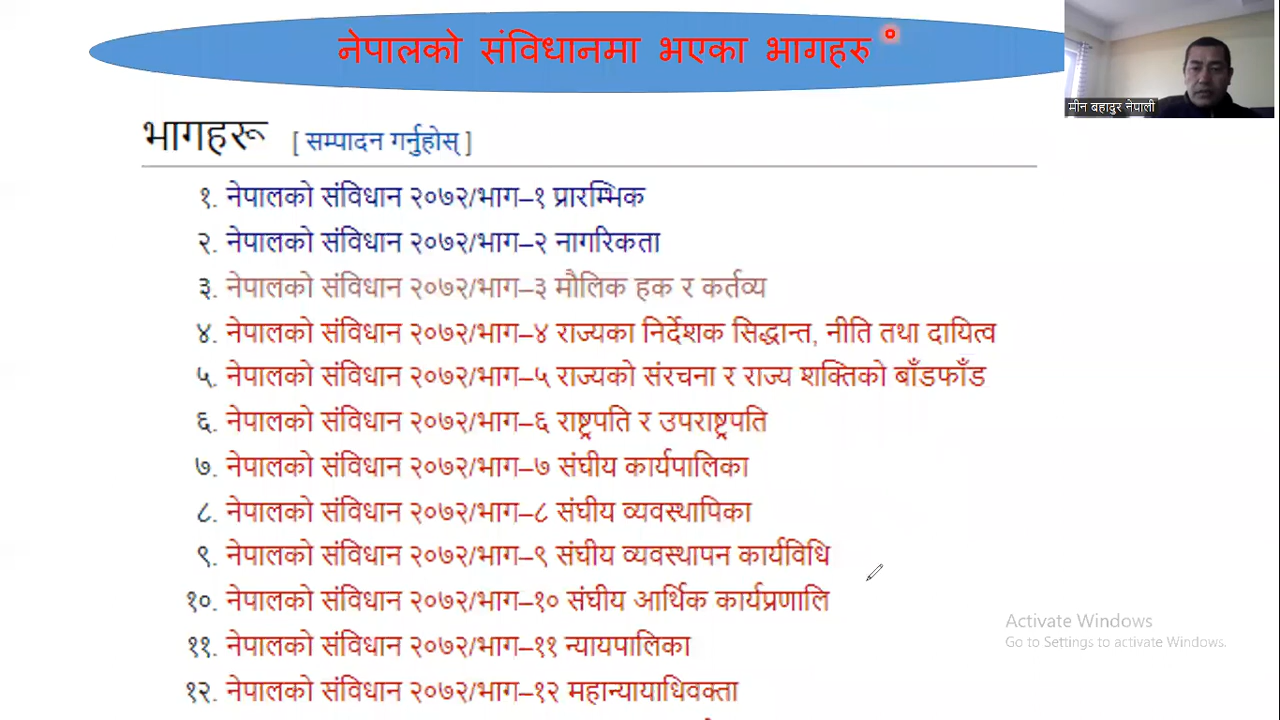 नेपालको संविधानमा भएका भागहरु
मीन बहादुर नेपाली
भागहरू [ सम्पादन गर्नुहोस् ]
१. नेपालको संविधान २०७२/भाग–१ प्रारम्भिक
२. नेपालको संविधान २०७२/भाग–२ नागरिकता
३. नेपालको संविधान २०७२/भाग–३ मौलिक हक र कर्तव्य
४. नेपालको संविधान २०७२/भाग–४ राज्यका निर्देशक सिद्धान्त, नीति तथा दायित्व
५. नेपालको संविधान २०७२/भाग–५ राज्यको संरचना र राज्य शक्तिको बाँडफाँड
६. नेपालको संविधान २०७२/भाग–६ राष्ट्रपति र उपराष्ट्रपति
७. नेपालको संविधान २०७२/भाग–७ संघीय कार्यपालिका
८. नेपालको संविधान २०७२/भाग–८ संघीय व्यवस्थापिका
९. नेपालको संविधान २०७२/भाग–९ संघीय व्यवस्थापन कार्यविधि
१०. नेपालको संविधान २०७२/भाग–१० संघीय आर्थिक कार्यप्रणालि
११. नेपालको संविधान २०७२/भाग–११ न्यायपालिका
१२. नेपालको संविधान २०७२/भाग–१२ महान्यायाधिवक्ता
Activate Windows
Go to Settings to activate Windows.